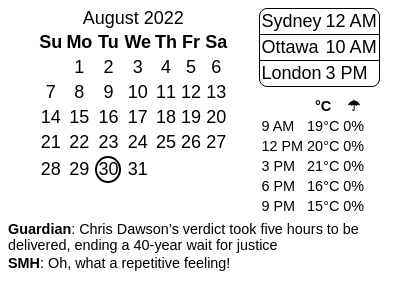 August 2022
Su Mo Tu We Th Fr Sa
1 2 3 4 5 6
7 8 9 10 11 12 13
14 15 16 17 18 19 20
21 22 23 24 25 26 27
28 29 30 31
Sydney 12 AM
Ottawa 10 AM
London 3 PM
°C ☂
9 AM 19°C 0%
12 PM 20°C 0%
3 PM 21°C 0%
6 PM 16°C 0%
9 PM 15°C 0%
Guardian: Chris Dawson's verdict took five hours to be
delivered, ending a 40-year wait for justice
SMH: Oh, what a repetitive feeling!